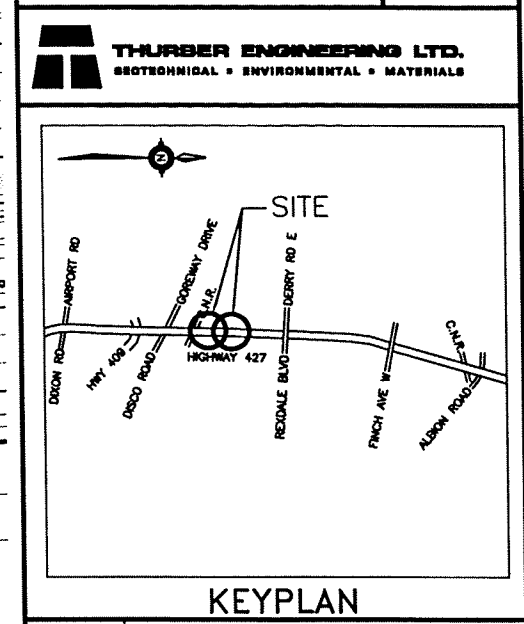 THURBER ENGINEERING LTD.
GEOTECHNICAL • ENVIRONMENTAL • MATERIALS
N
SITE
AIRPORT RD
DIXON RD
HWY 409
GOREWAY DRIVE
DISCO ROAD
C.N.R.
HIGHWAY 427
DERRY RD E
REXDALE BLVD
FINCH AVE W
C.N.R.
ALBION ROAD
KEYPLAN